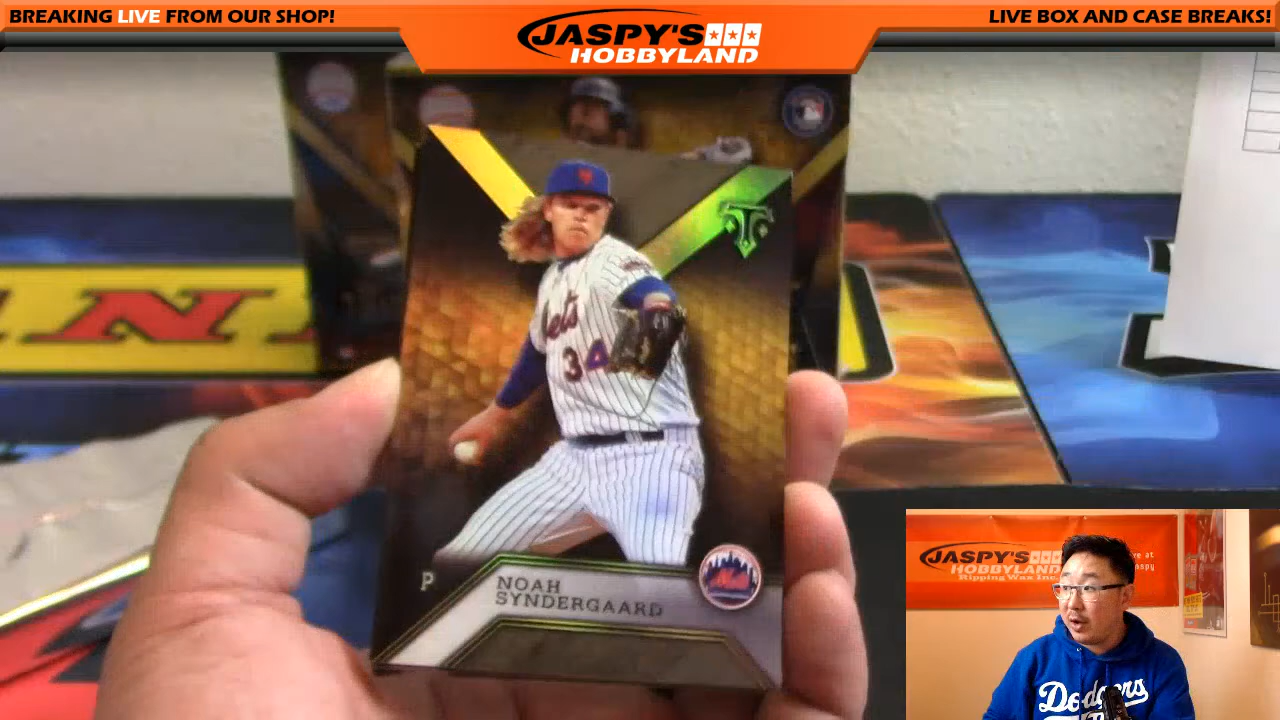 BREAKING LIVE FROM OUR SHOP!
JASPY'S
HOBBYLAND
LIVE BOX AND CASE BREAKS!
ets
34
P
NOAH
SYNDERGAARD
JASPY'S
HOBBYLAND
Ripping Wax Inc.
Dodgers